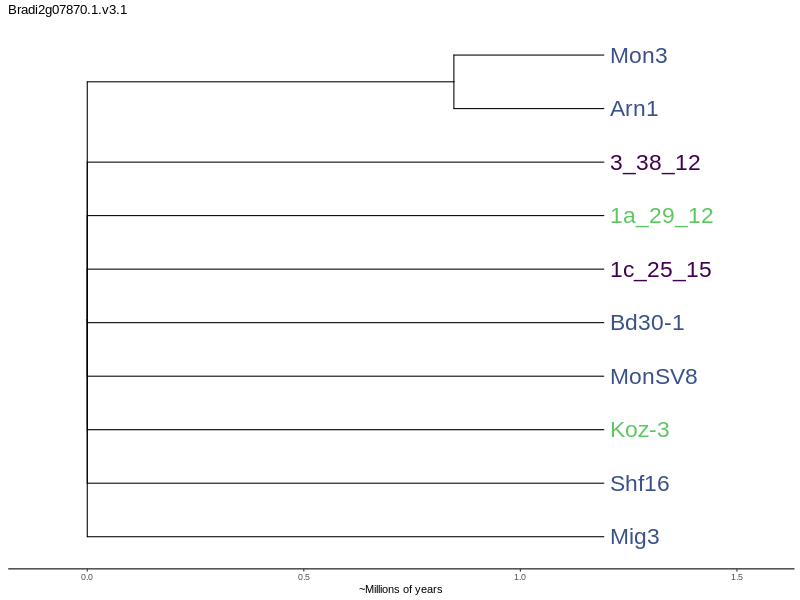 Bradi2g07870.1.v3.1
Mon3
Arn1
3_38_12
1a_29_12
1c_25_15
Bd30-1
MonSV8
Koz-3
Shf16
Mig3
0.0 0.5 1.0 1.5
~Millions of years